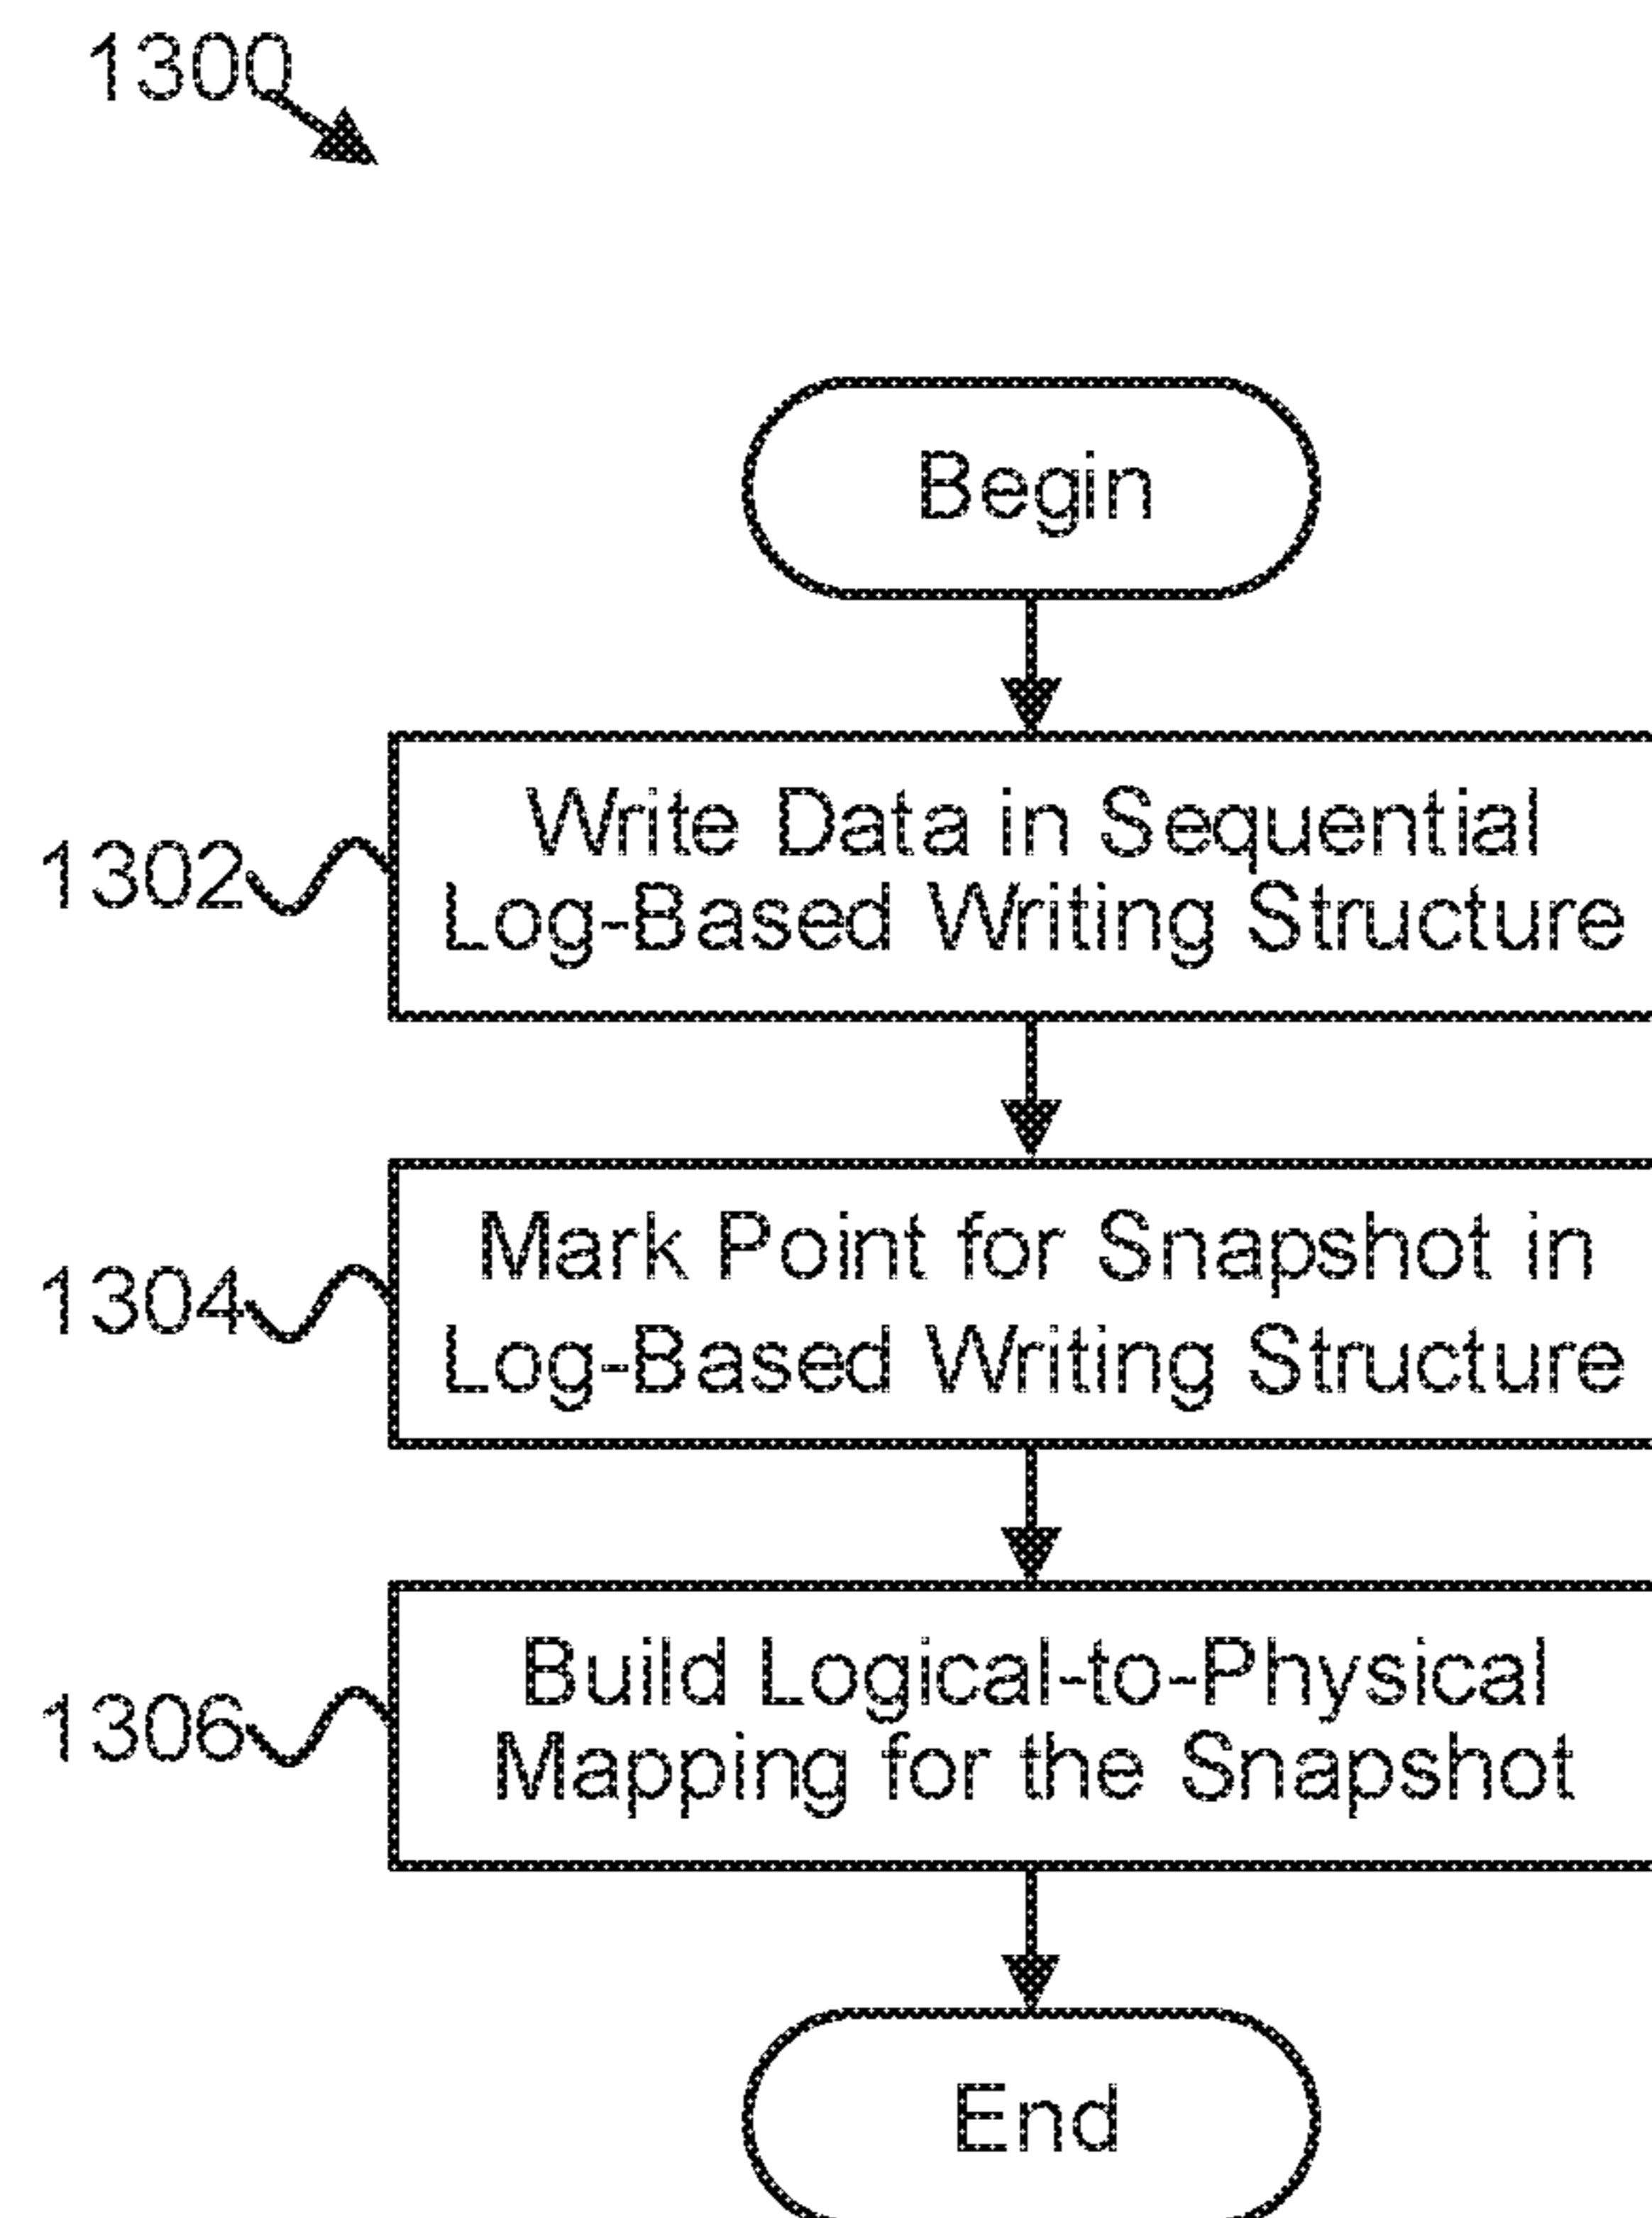 1300
Begin
1302
Write Data in Sequential
Log-Based Writing Structure
1304
Mark Point for Snapshot in
Log-Based Writing Structure
1306
Build Logical-to-Physical
Mapping for the Snapshot
End